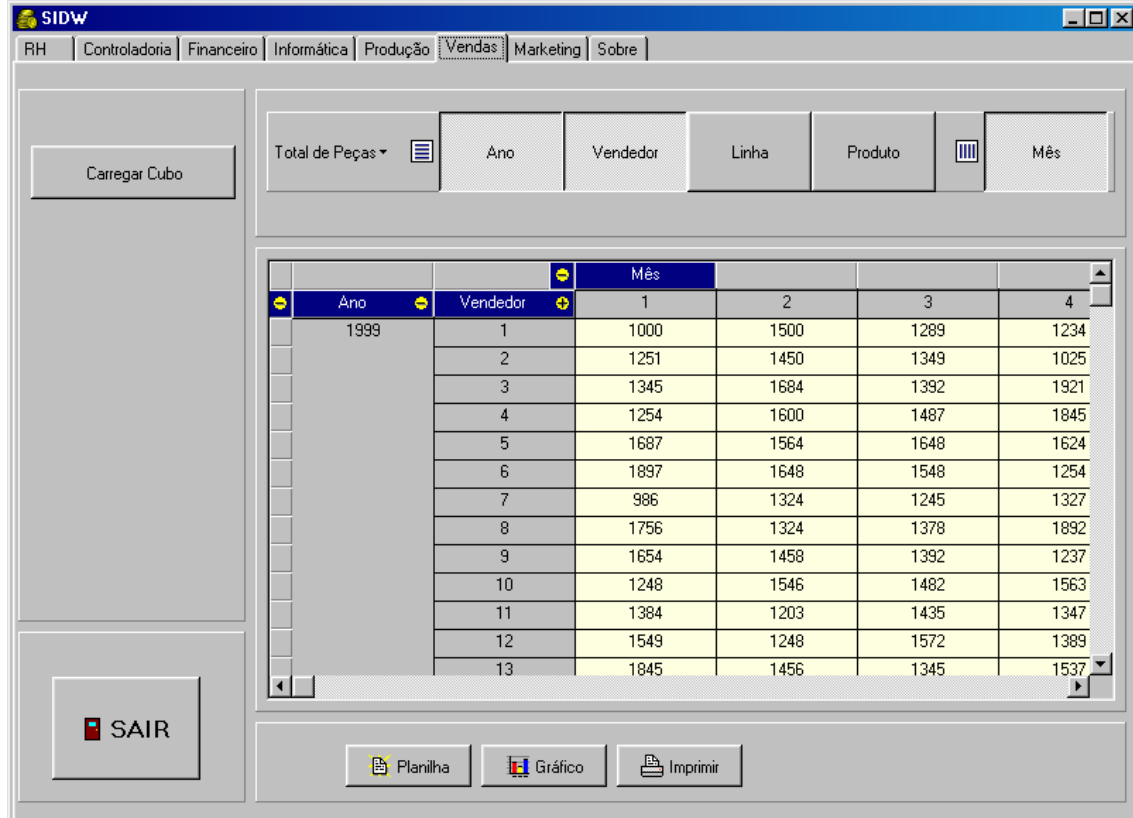 SIDW
RH Controladoria Financeiro Informática Produção Vendas Marketing Sobre
Carregar Cubo
Total de Peças Ano Vendedor Linha Produto Mês
Mês
Ano Vendedor 1 2 3 4
1999 1 1000 1500 1289 1234
2 1251 1450 1349 1025
3 1345 1684 1392 1921
4 1254 1600 1487 1845
5 1687 1564 1648 1624
6 1897 1648 1548 1254
7 986 1324 1245 1327
8 1756 1324 1378 1892
9 1654 1458 1392 1237
10 1248 1546 1482 1563
11 1384 1203 1435 1347
12 1549 1248 1572 1389
13 1845 1456 1345 1537
SAIR
Planilha Gráfico Imprimir